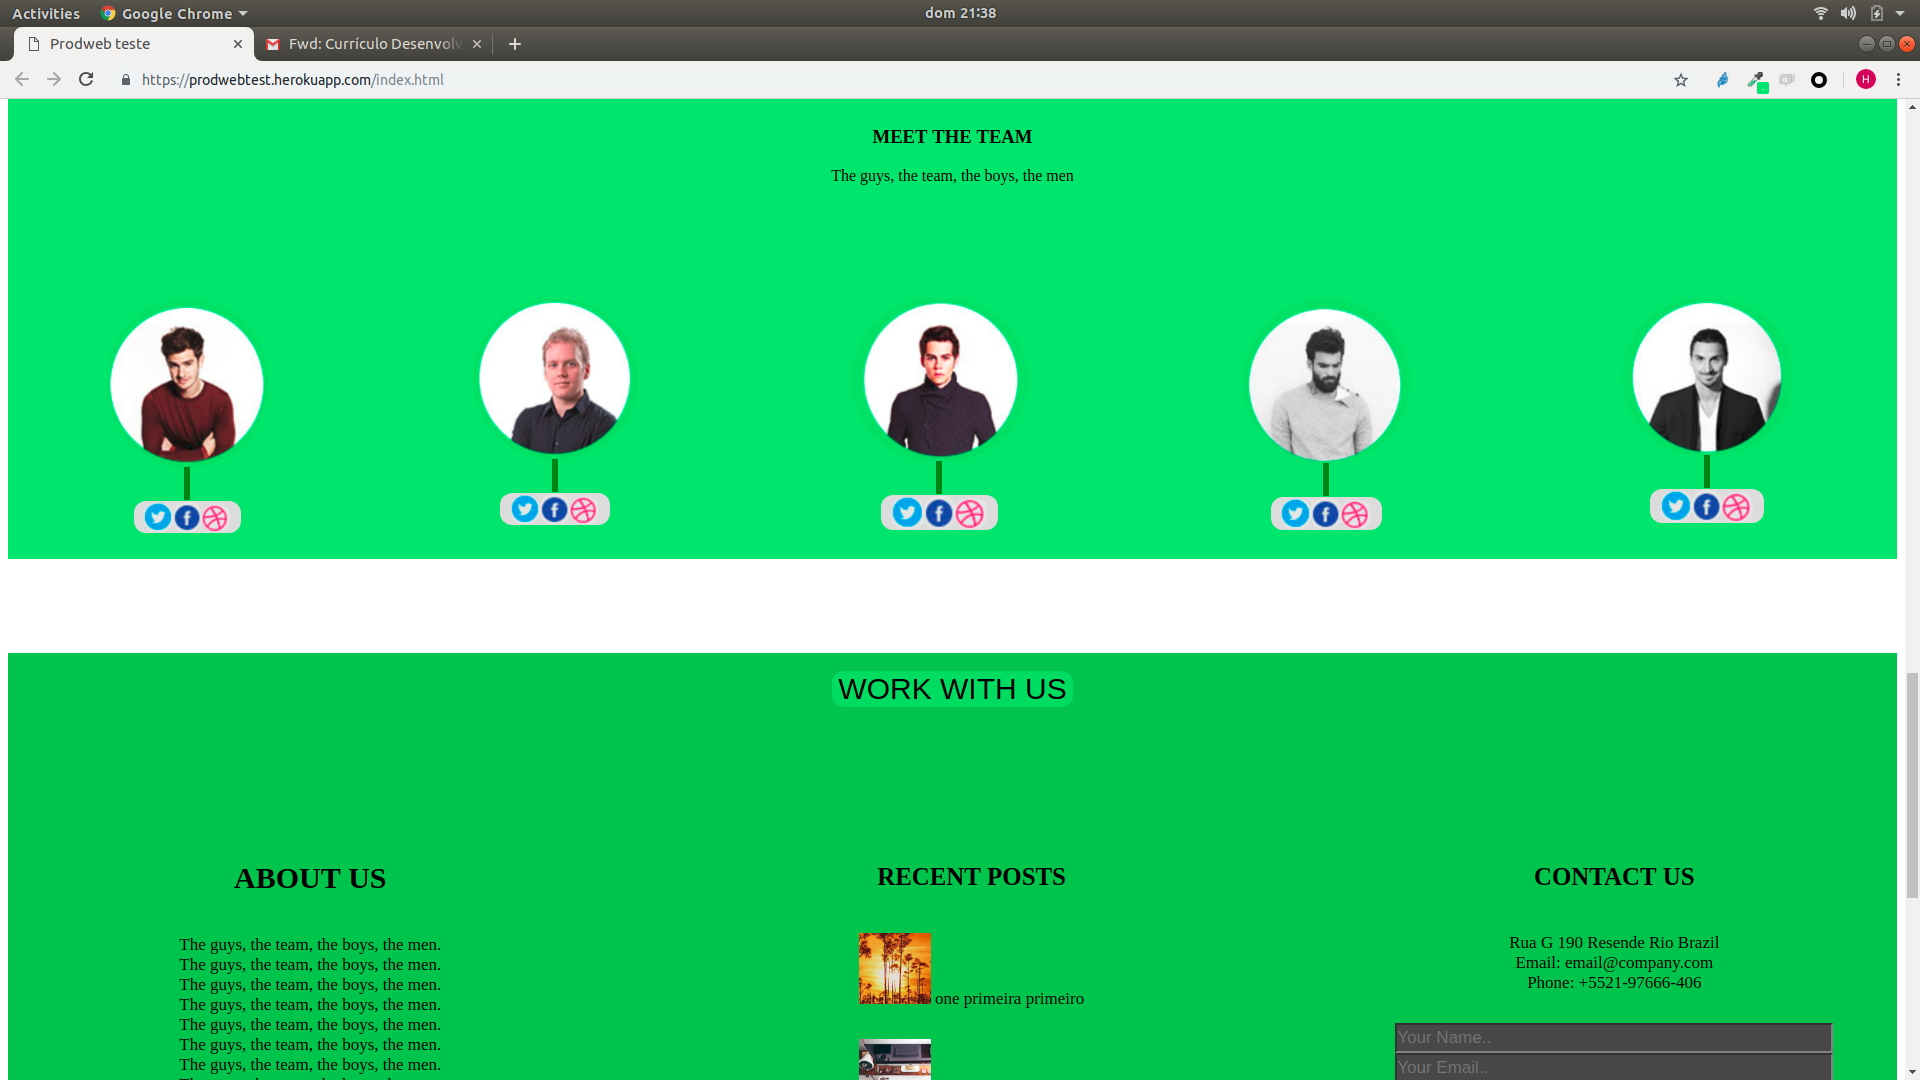 Activities
Google Chrome
dom 21:38
Prodweb teste
Fwd: Currículo Desenvolv
https://prodwebtest.herokuapp.com/index.html
H
MEET THE TEAM
The guys, the team, the boys, the men
WORK WITH US
ABOUT US
The guys, the team, the boys, the men.
The guys, the team, the boys, the men.
The guys, the team, the boys, the men.
The guys, the team, the boys, the men.
The guys, the team, the boys, the men.
The guys, the team, the boys, the men.
The guys, the team, the boys, the men.
RECENT POSTS
one primeira primeiro
CONTACT US
Rua G 190 Resende Rio Brazil
Email: email@company.com
Phone: +5521-97666-406
Your Name..
Your Email..